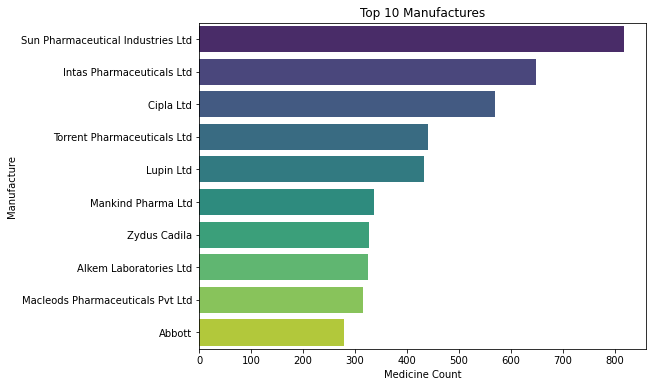 Top 10 Manufactures
Manufacture
Sun Pharmaceutical Industries Ltd
Intas Pharmaceuticals Ltd
Cipla Ltd
Torrent Pharmaceuticals Ltd
Lupin Ltd
Mankind Pharma Ltd
Zydus Cadila
Alkem Laboratories Ltd
Macleods Pharmaceuticals Pvt Ltd
Abbott
0 100 200 300 400 500 600 700 800
Medicine Count